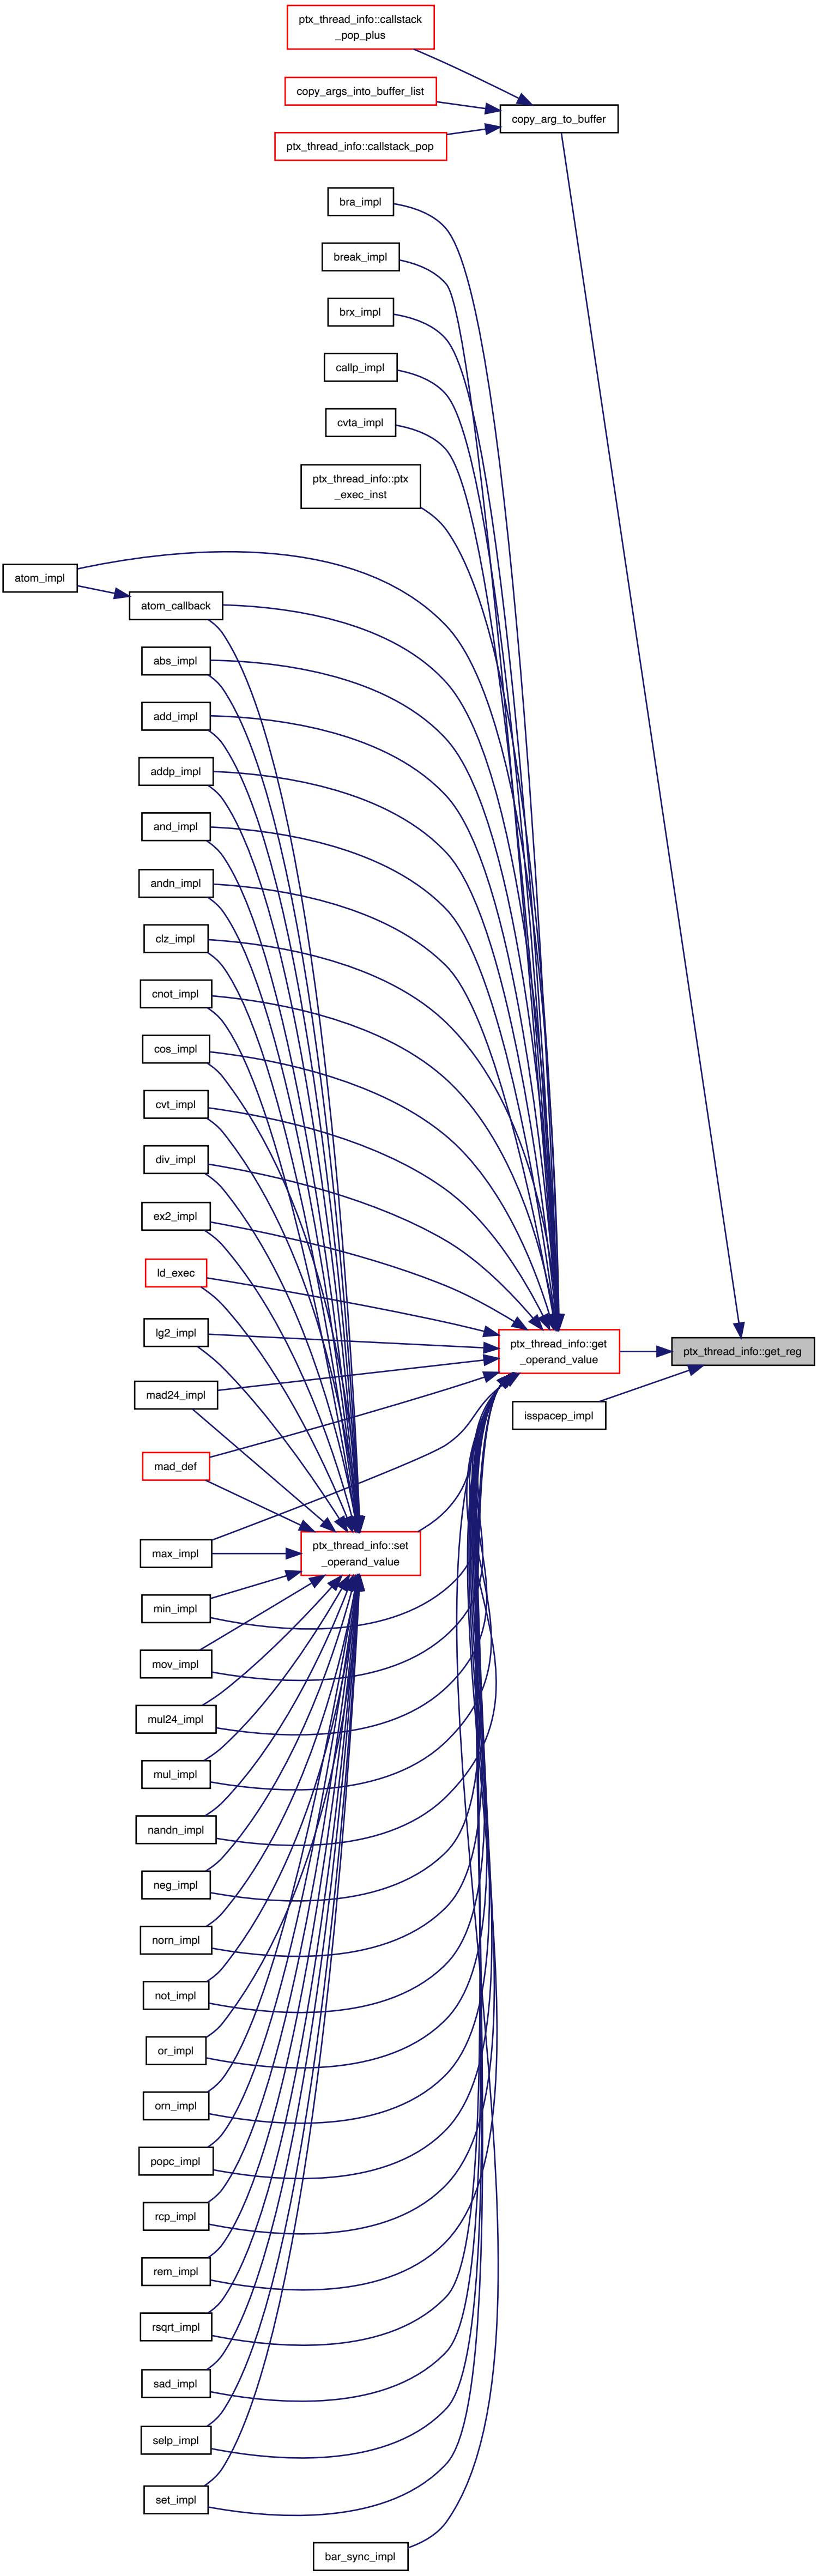 ptx_thread_info::callstack
_pop_plus
copy_args_into_buffer_list
copy_arg_to_buffer
ptx_thread_info::callstack_pop
bra_impl
break_impl
brx_impl
callp_impl
cvta_impl
ptx_thread_info::ptx
_exec_inst
atom_impl
atom_callback
abs_impl
add_impl
addp_impl
and_impl
andn_impl
clz_impl
cnot_impl
cos_impl
cvt_impl
div_impl
ex2_impl
ld_exec
lg2_impl
ptx_thread_info::get
_operand_value
ptx_thread_info::get_reg
mad24_impl
isspacep_impl
mad_def
max_impl
ptx_thread_info::set
_operand_value
min_impl
mov_impl
mul24_impl
mul_impl
nandn_impl
neg_impl
norn_impl
not_impl
or_impl
orn_impl
popc_impl
rcp_impl
rem_impl
rsqrt_impl
sad_impl
selp_impl
set_impl
bar_sync_impl